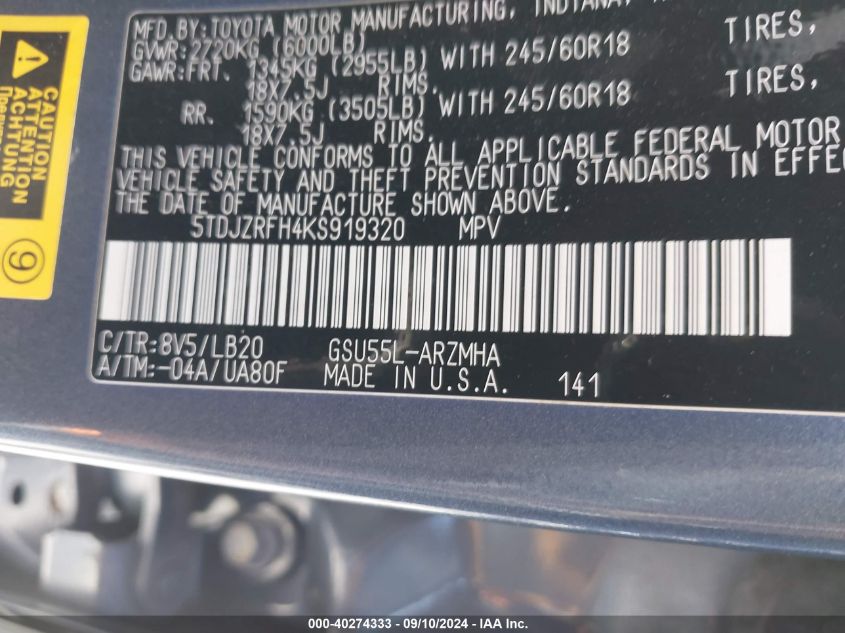 MFD. BY: TOYOTA MOTOR MANUFACTURING, INDIANA,
GVWR: 2720KG (6000LB)
GAWR: FRT. 1345KG (2955LB) WITH 245/60R18 TIRES,
18X7.5J RIMS.
RR. 1590KG (3505LB) WITH 245/60R18 TIRES,
18X7.5J RIMS.
THIS VEHICLE CONFORMS TO ALL APPLICABLE FEDERAL MOTOR
VEHICLE SAFETY AND THEFT PREVENTION STANDARDS IN EFFE
THE DATE OF MANUFACTURE SHOWN ABOVE.
5TDJZRFH4KS919320 MPV
C/TR: 8V5/LB20 GSU55L-ARZMHA
A/TM: -04A/UA80F MADE IN U.S.A. 141
CAUTION
ATTENTION
ACHTUNG
9
000-40274333 - 09/10/2024 - IAA Inc.